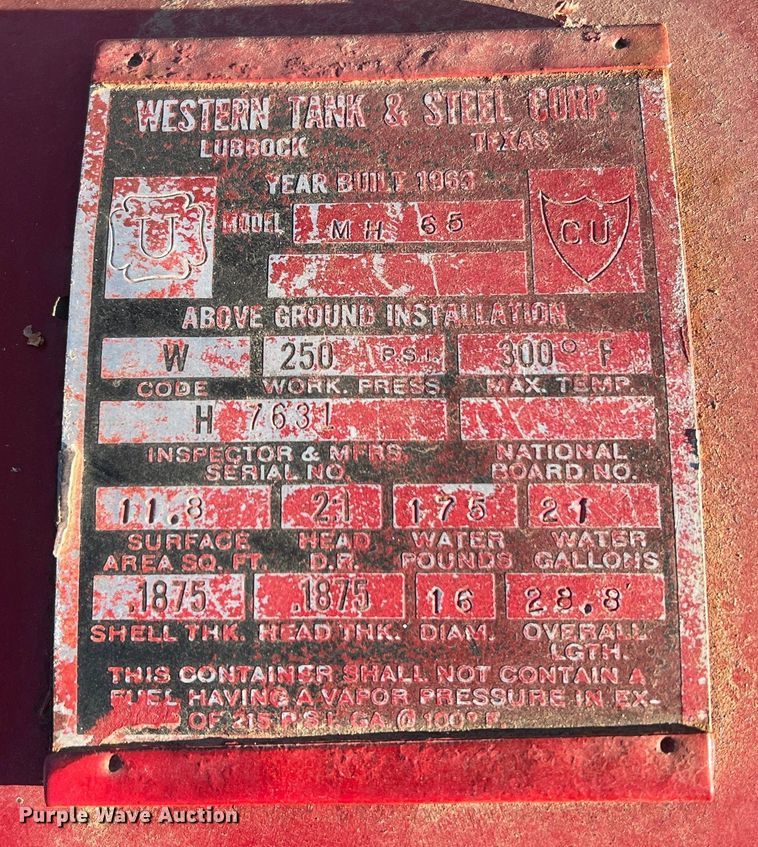 WESTERN TANK & STEEL CORP.
LUBBOCK TEXAS
YEAR BUILT 1963
U MODEL MH 65 CU
ABOVE GROUND INSTALLATION
W 250 P.S.I. 300° F
CODE WORK. PRESS. MAX. TEMP.
H 7631
INSPECTOR & MFRS. NATIONAL
SERIAL NO. BOARD NO.
11.8 21 175 21
SURFACE HEAD WATER WATER
AREA SQ. FT. D.R. POUNDS GALLONS
.1875 .1875 16 28.8
SHELL THK. HEAD THK. DIAM. OVERALL
LGTH.
THIS CONTAINER SHALL NOT CONTAIN A
FUEL HAVING A VAPOR PRESSURE IN EX-
OF 215 P.S.I. GA. @ 100° F.
Purple Wave Auction